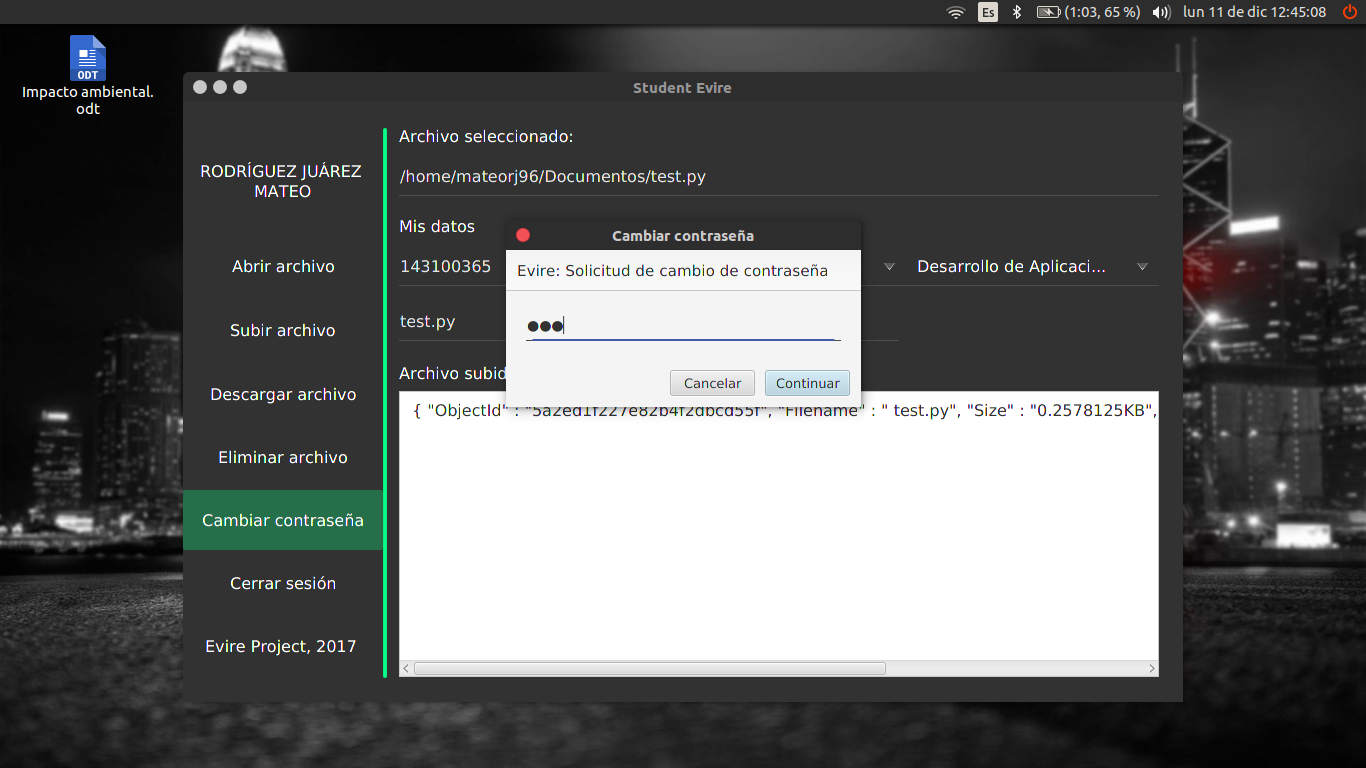 Es
(1:03, 65 %)
lun 11 de dic 12:45:08
ODT
Impacto ambiental.
odt
Student Evire
RODRÍGUEZ JUÁREZ
MATEO
Abrir archivo
Subir archivo
Descargar archivo
Eliminar archivo
Cambiar contraseña
Cerrar sesión
Evire Project, 2017
Archivo seleccionado:
/home/mateorj96/Documentos/test.py
Mis datos
143100365
Desarrollo de Aplicaci...
test.py
Archivo subid
Cambiar contraseña
Evire: Solicitud de cambio de contraseña
●●●
Cancelar
Continuar
{ "ObjectId" : "5a2ed1f227e82b4f2dbcd55f", "Filename" : " test.py", "Size" : "0.2578125KB",